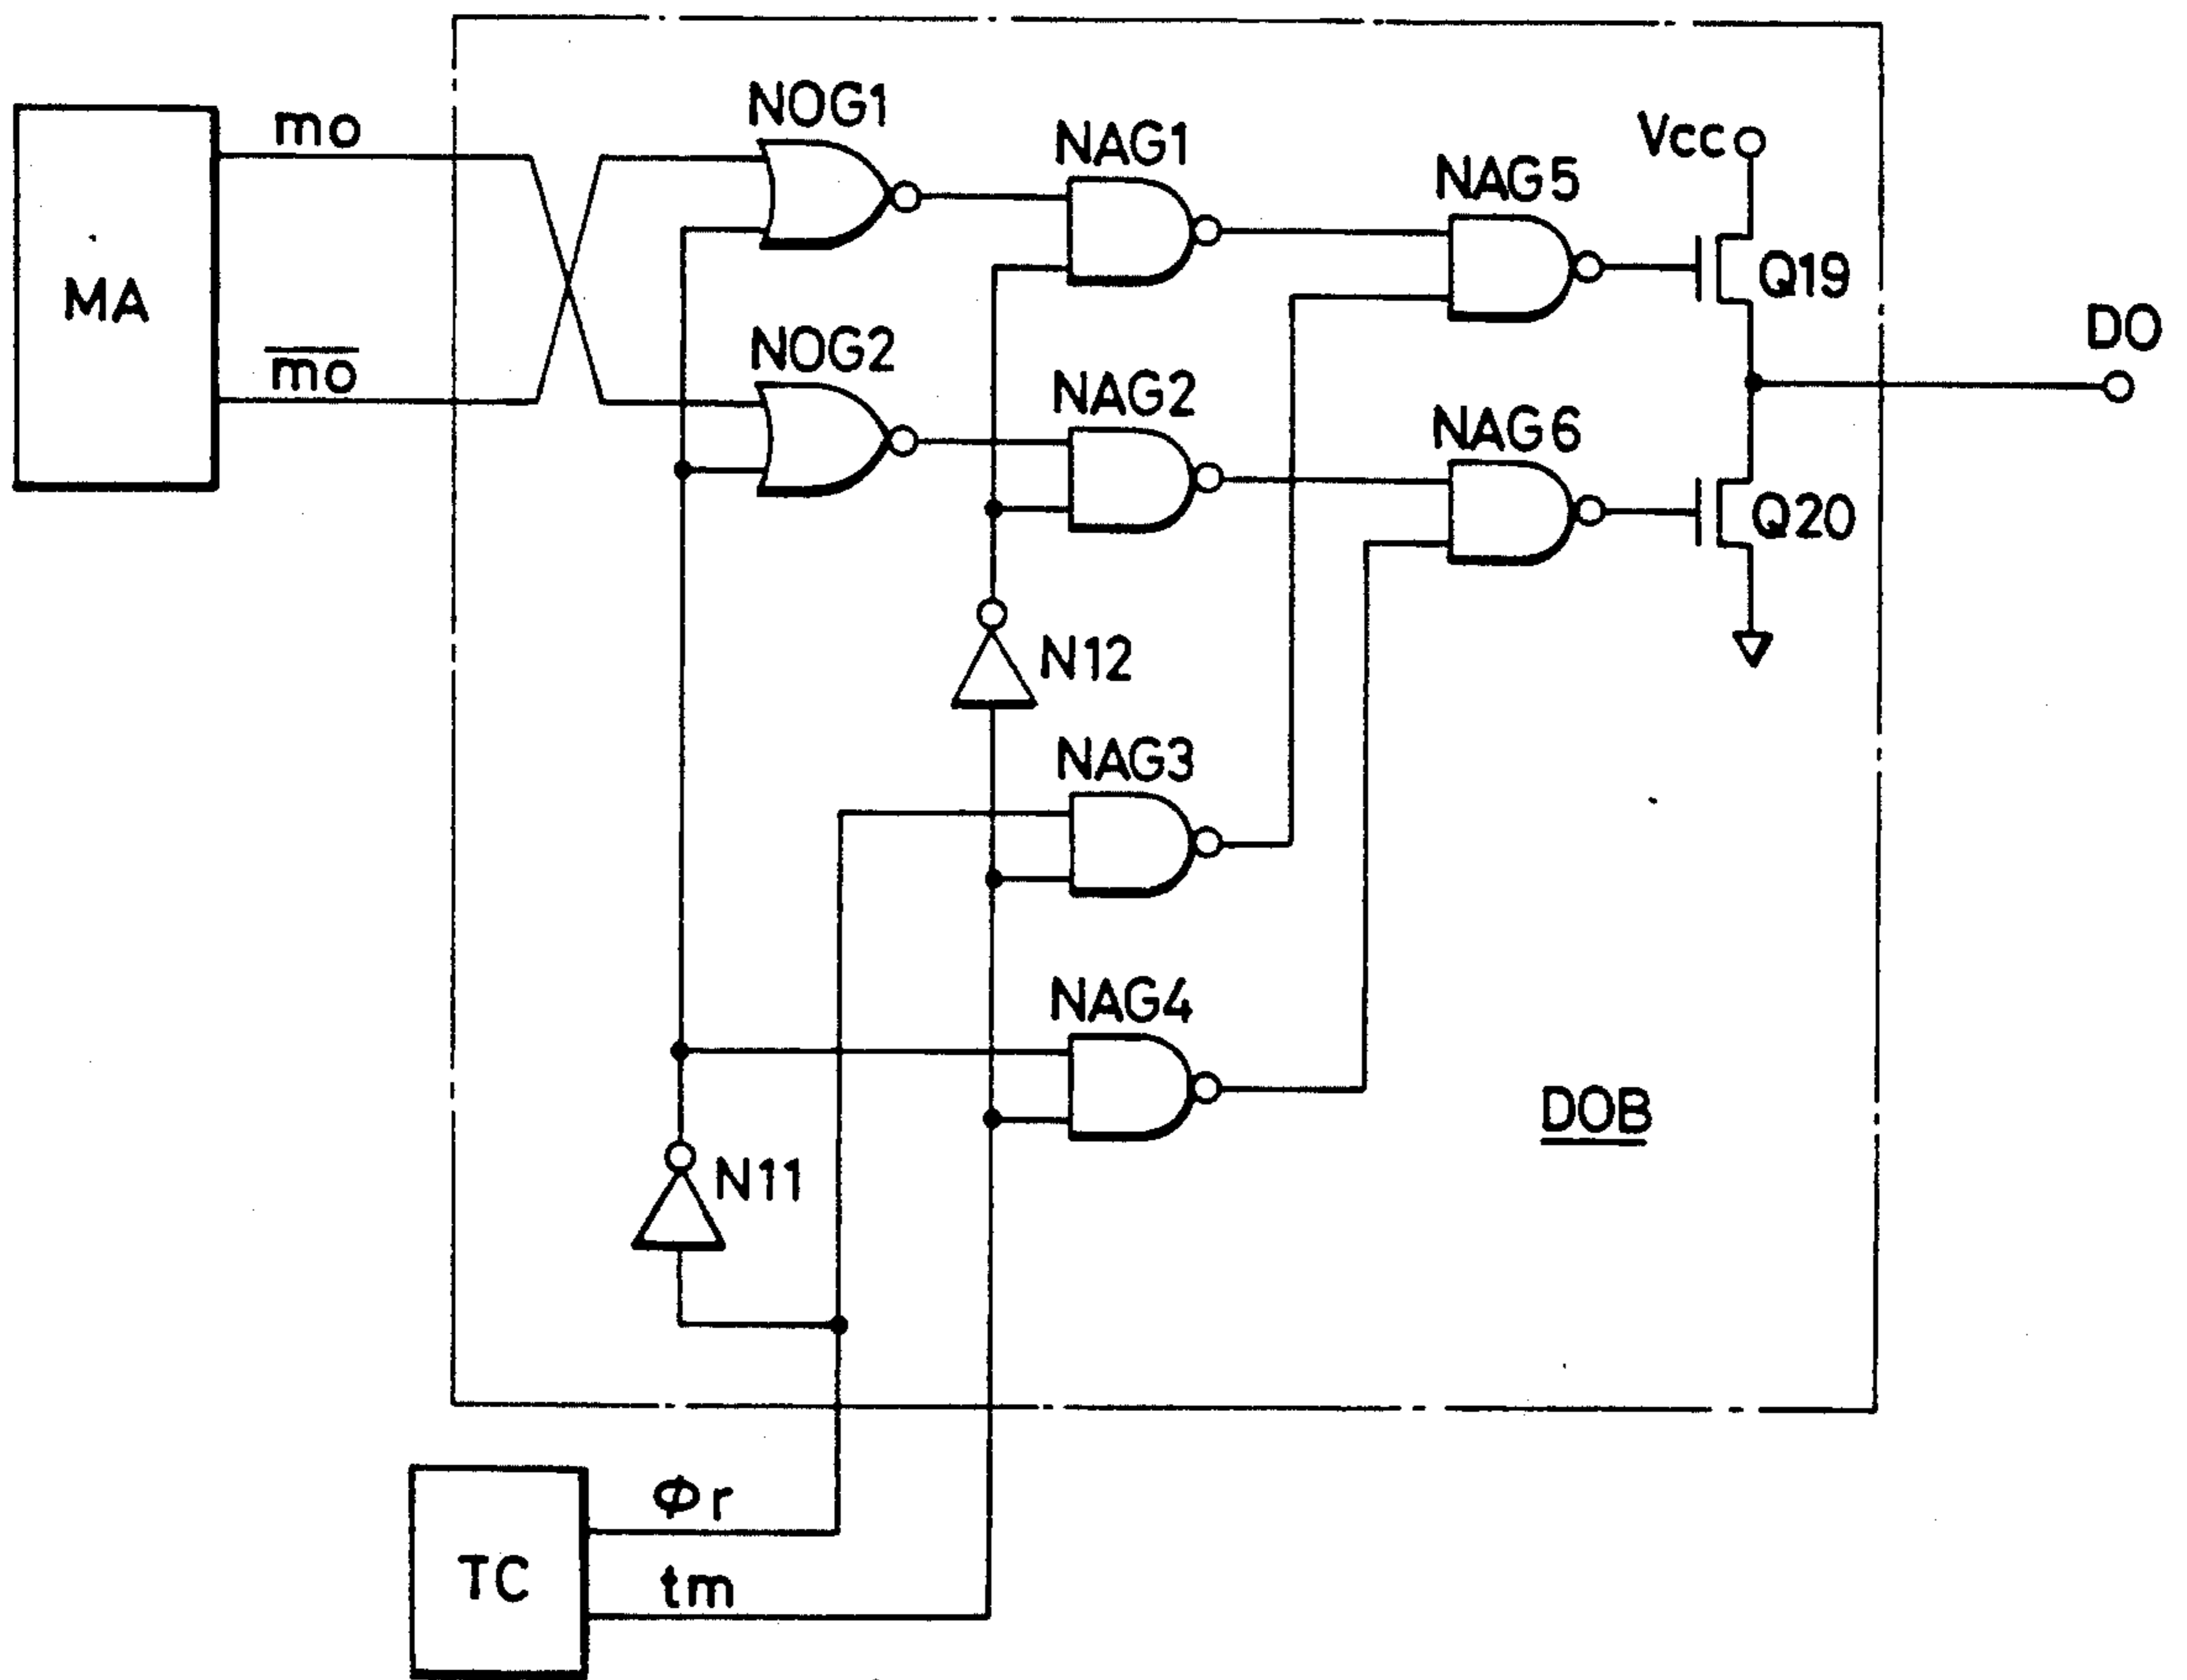 mo
NOG1
NAG1
NAG5
Vcc
Q19
MA
DO
m̅o̅
NOG2
NAG2
NAG6
Q20
N12
NAG3
NAG4
DOB
N11
φr
TC
tm